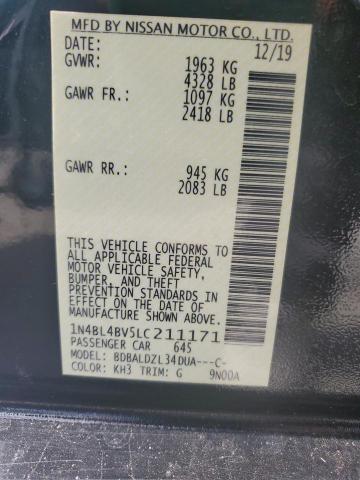 MFD BY NISSAN MOTOR CO., LTD.
DATE: 12/19
GVWR: 1963 KG
4328 LB
GAWR FR.: 1097 KG
2418 LB
GAWR RR.: 945 KG
2083 LB
THIS VEHICLE CONFORMS TO
ALL APPLICABLE FEDERAL
MOTOR VEHICLE SAFETY,
BUMPER, AND THEFT
PREVENTION STANDARDS
IN EFFECT ON THE DATE OF
MANUFACTURE SHOWN ABOVE.
1N4BL4BV5LC211171
PASSENGER CAR 645
MODEL: BDBALDZL34DUA---C-
COLOR: KH3 TRIM: G 9N00A